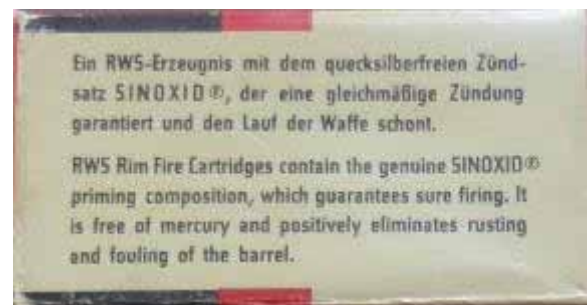 Ein RWS-Erzeugnis mit dem quecksilberfreien Zünd-
satz SINOXID®, der eine gleichmäßige Zündung
garantiert und den Lauf der Waffe schont.
RWS Rim Fire Cartridges contain the genuine SINOXID®
priming composition, which guarantees sure firing. It
is free of mercury and positively eliminates rusting
and fouling of the barrel.